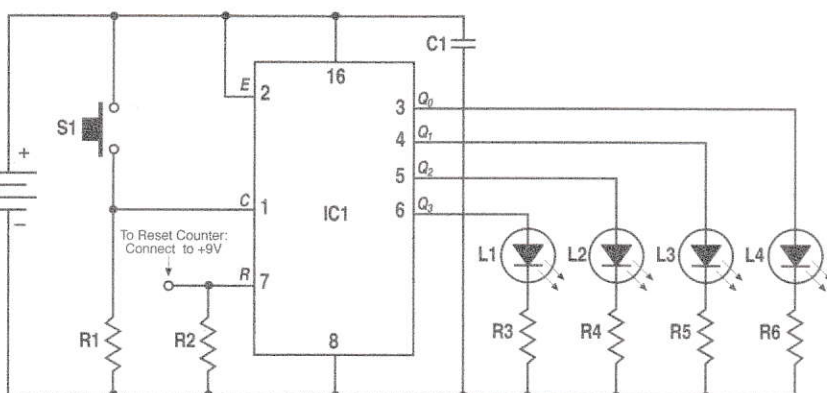 C1
16
E
2
3 Q0
S1
4 Q1
+
5 Q2
C
1
IC1
6 Q3
−
To Reset Counter:
Connect to +9V
L1
L2
L3
L4
R
7
R1
R2
8
R3
R4
R5
R6